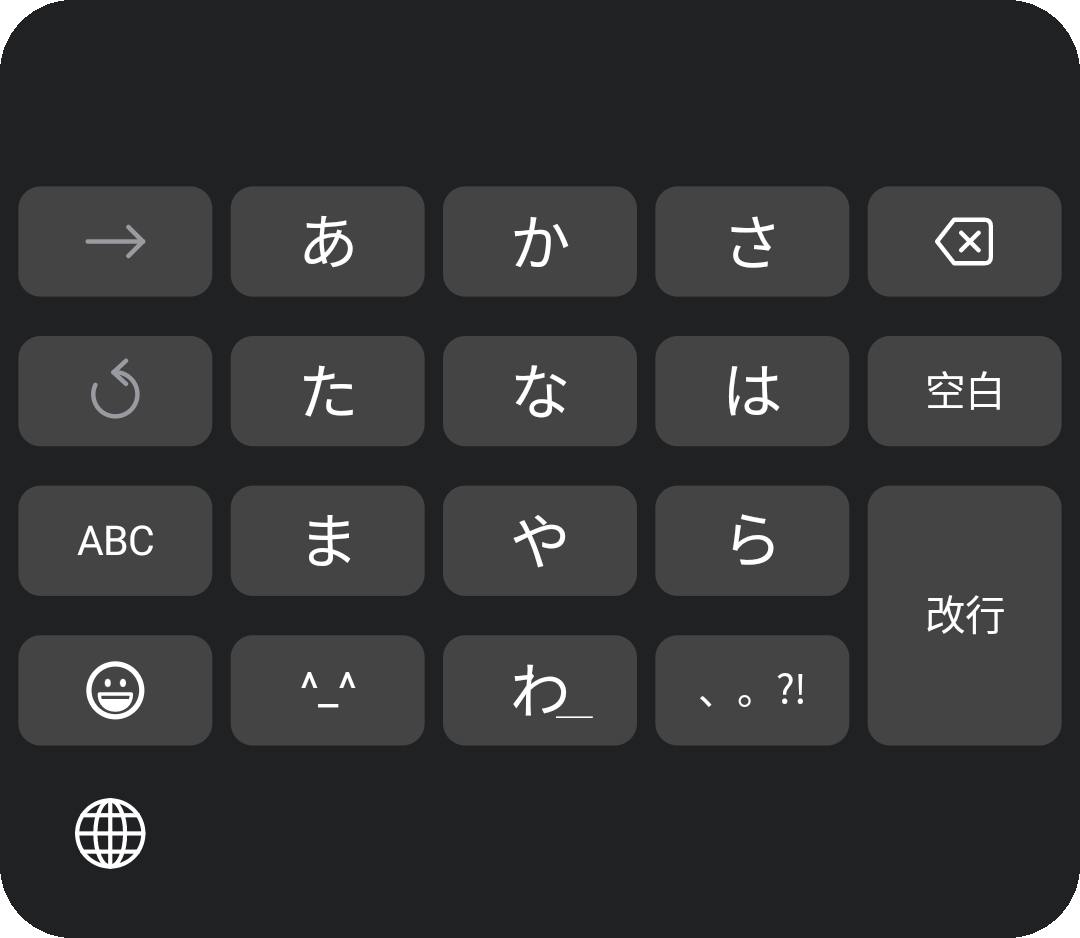 あ か さ
た な は 空白
ABC ま や ら
改行
^_^ わ_ 、。?!